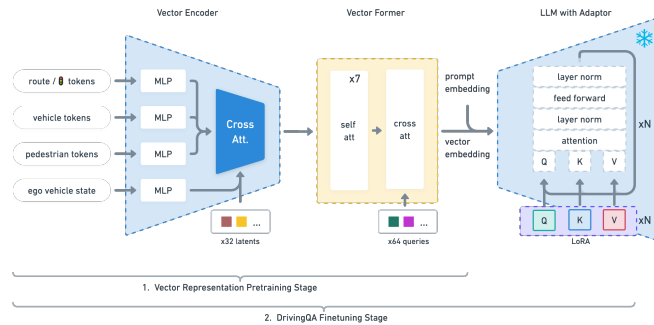 Vector Encoder
Vector Former
LLM with Adaptor
route / tokens
vehicle tokens
pedestrian tokens
ego vehicle state
MLP
MLP
MLP
MLP
Cross
Att.
x32 latents
...
x7
self
att
cross
att
x64 queries
...
prompt
embedding
vector
embedding
layer norm
feed forward
layer norm
attention
Q K V
xN
Q K V
xN
LoRA
1. Vector Representation Pretraining Stage
2. DrivingQA Finetuning Stage